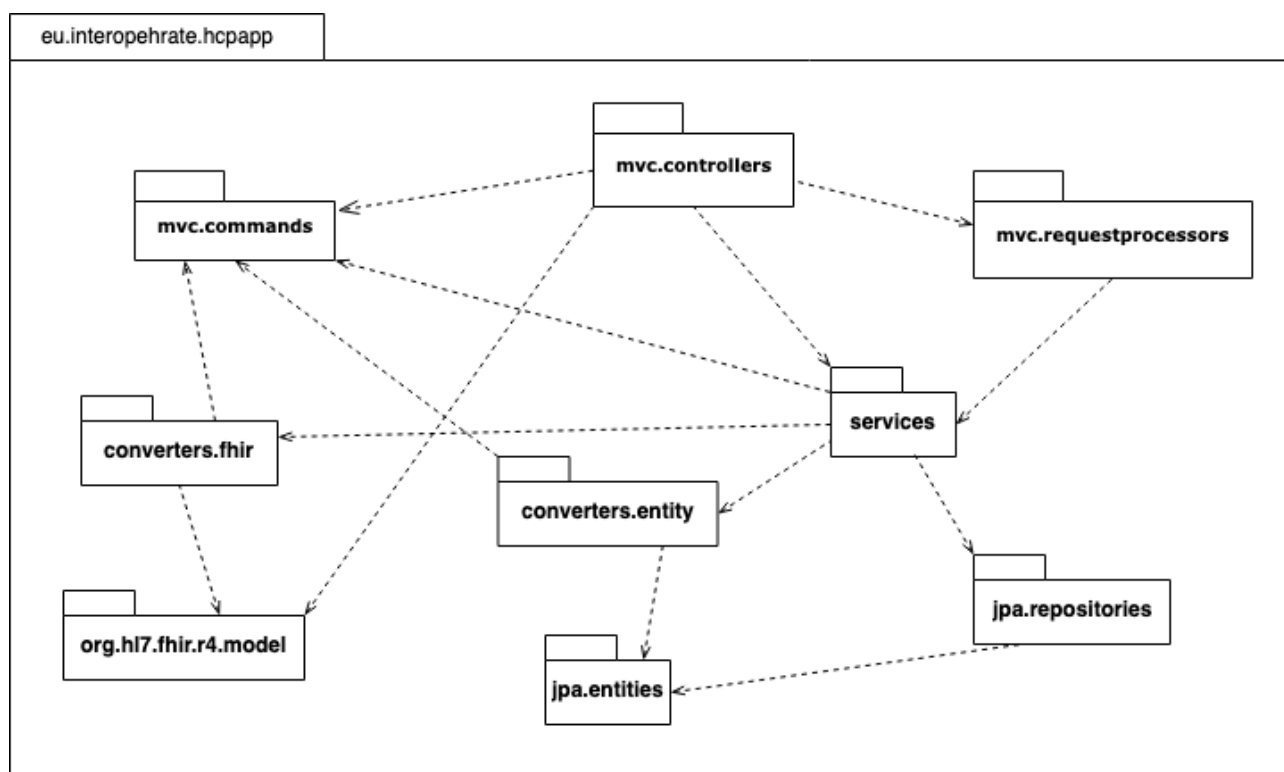 eu.interopehrate.hcpapp
mvc.controllers
mvc.commands
mvc.requestprocessors
services
converters.fhir
converters.entity
jpa.repositories
org.hl7.fhir.r4.model
jpa.entities